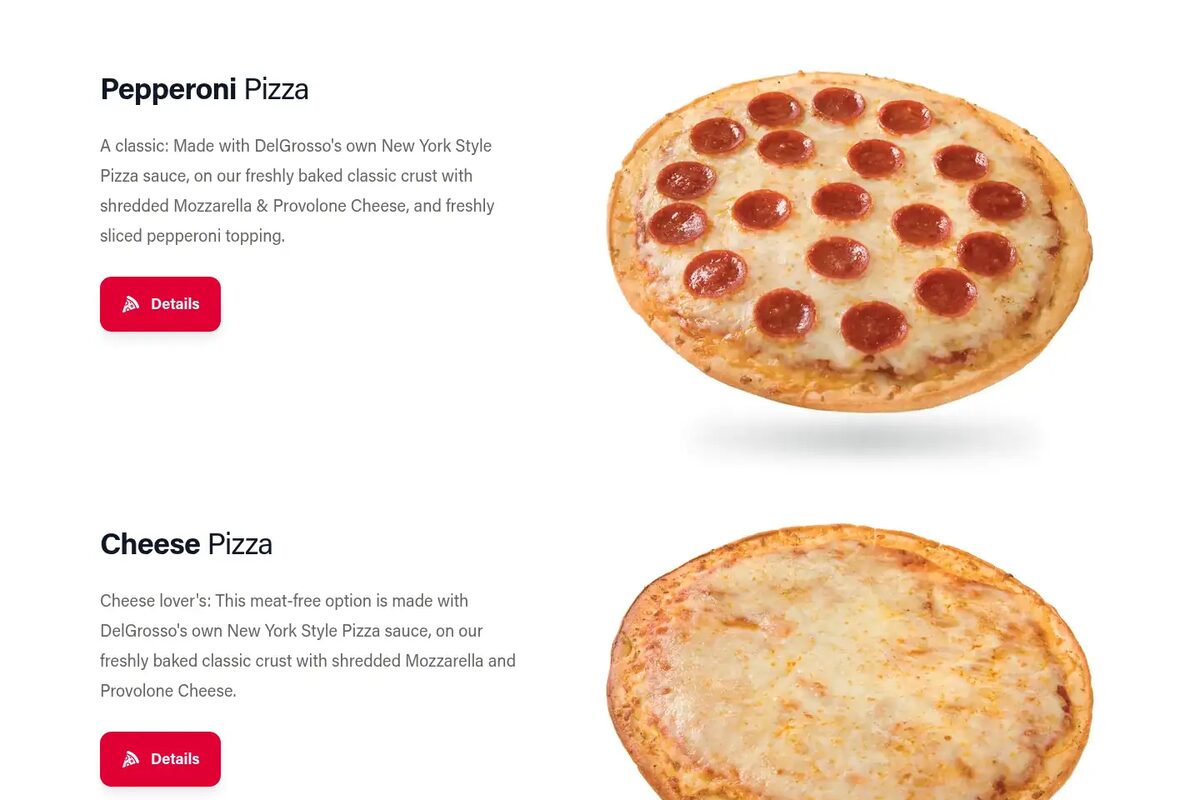 Pepperoni Pizza
A classic: Made with DelGrosso's own New York Style
Pizza sauce, on our freshly baked classic crust with
shredded Mozzarella & Provolone Cheese, and freshly
sliced pepperoni topping.
Details
Cheese Pizza
Cheese lover's: This meat-free option is made with
DelGrosso's own New York Style Pizza sauce, on our
freshly baked classic crust with shredded Mozzarella and
Provolone Cheese.
Details